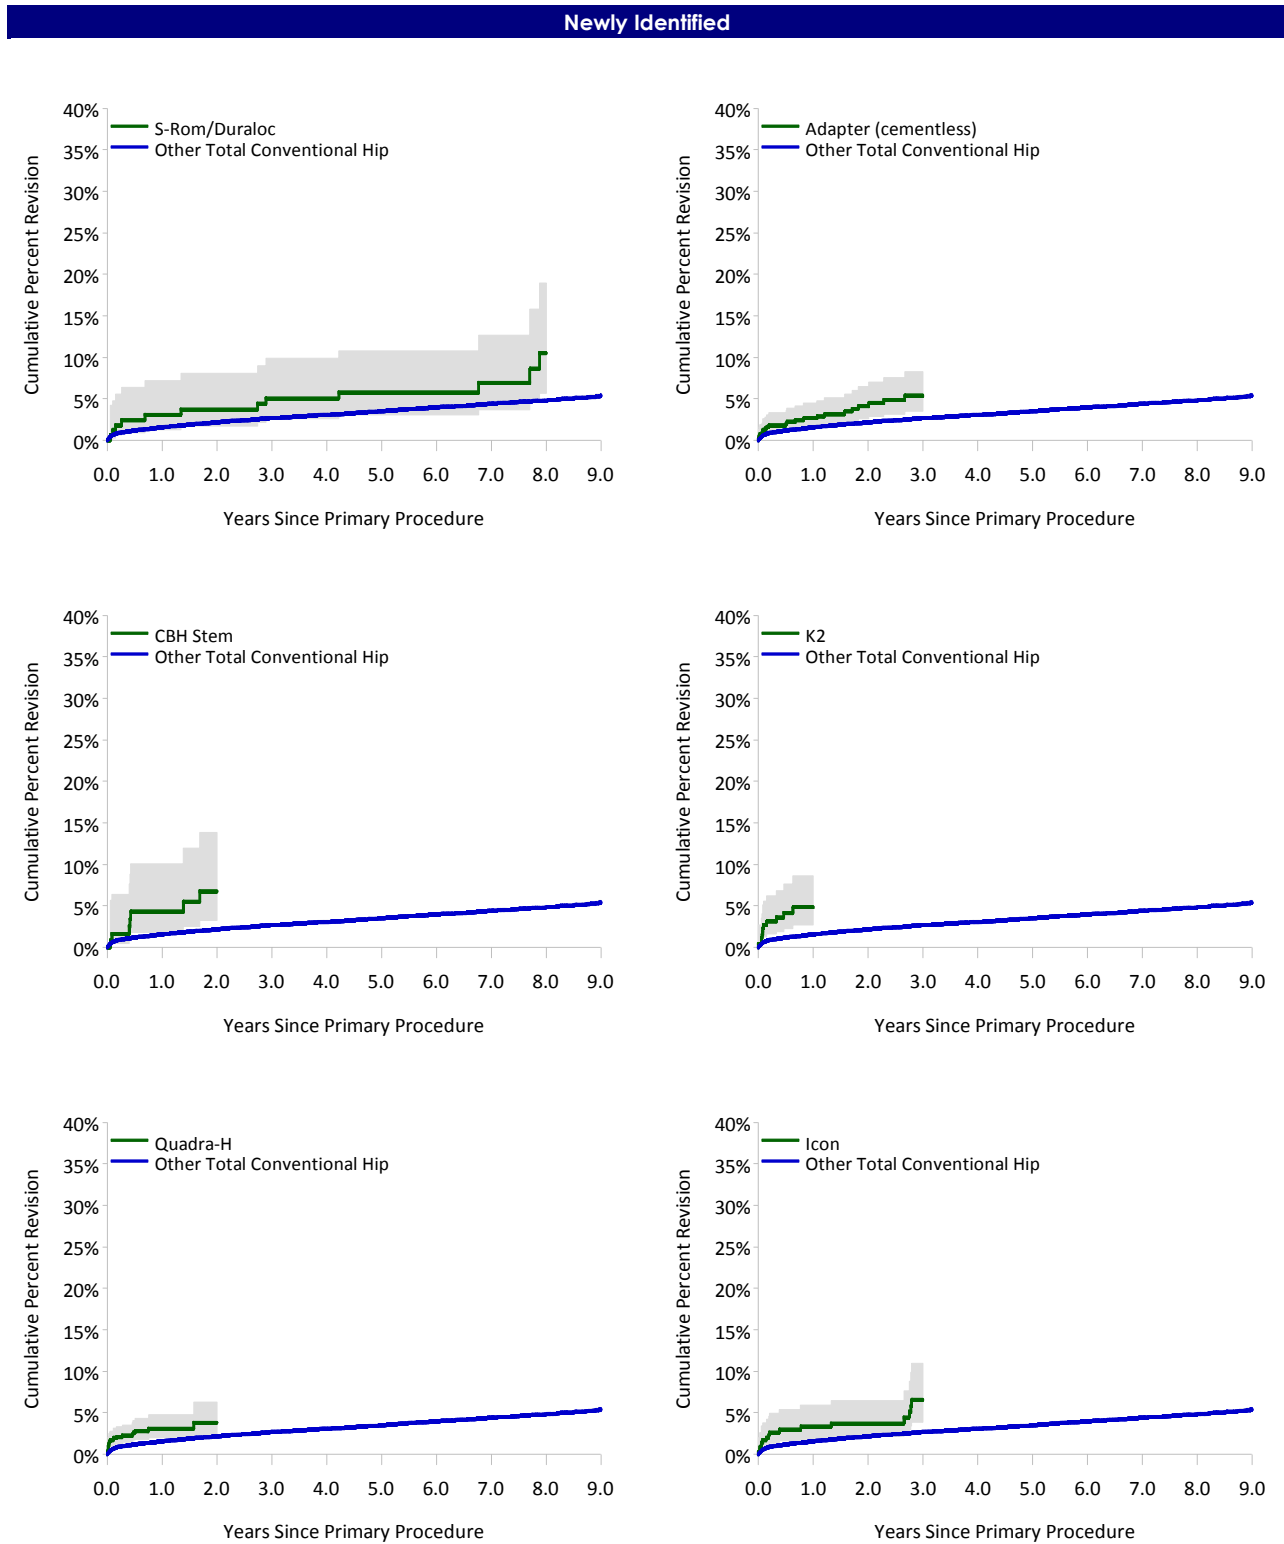 Newly Identified
40%
35%
30%
25%
20%
15%
10%
5%
0%
Cumulative Percent Revision
S-Rom/Duraloc
Other Total Conventional Hip
0.0 1.0 2.0 3.0 4.0 5.0 6.0 7.0 8.0 9.0
Years Since Primary Procedure
40%
35%
30%
25%
20%
15%
10%
5%
0%
Cumulative Percent Revision
Adapter (cementless)
Other Total Conventional Hip
0.0 1.0 2.0 3.0 4.0 5.0 6.0 7.0 8.0 9.0
Years Since Primary Procedure
40%
35%
30%
25%
20%
15%
10%
5%
0%
Cumulative Percent Revision
CBH Stem
Other Total Conventional Hip
0.0 1.0 2.0 3.0 4.0 5.0 6.0 7.0 8.0 9.0
Years Since Primary Procedure
40%
35%
30%
25%
20%
15%
10%
5%
0%
Cumulative Percent Revision
K2
Other Total Conventional Hip
0.0 1.0 2.0 3.0 4.0 5.0 6.0 7.0 8.0 9.0
Years Since Primary Procedure
40%
35%
30%
25%
20%
15%
10%
5%
0%
Cumulative Percent Revision
Quadra-H
Other Total Conventional Hip
0.0 1.0 2.0 3.0 4.0 5.0 6.0 7.0 8.0 9.0
Years Since Primary Procedure
40%
35%
30%
25%
20%
15%
10%
5%
0%
Cumulative Percent Revision
Icon
Other Total Conventional Hip
0.0 1.0 2.0 3.0 4.0 5.0 6.0 7.0 8.0 9.0
Years Since Primary Procedure